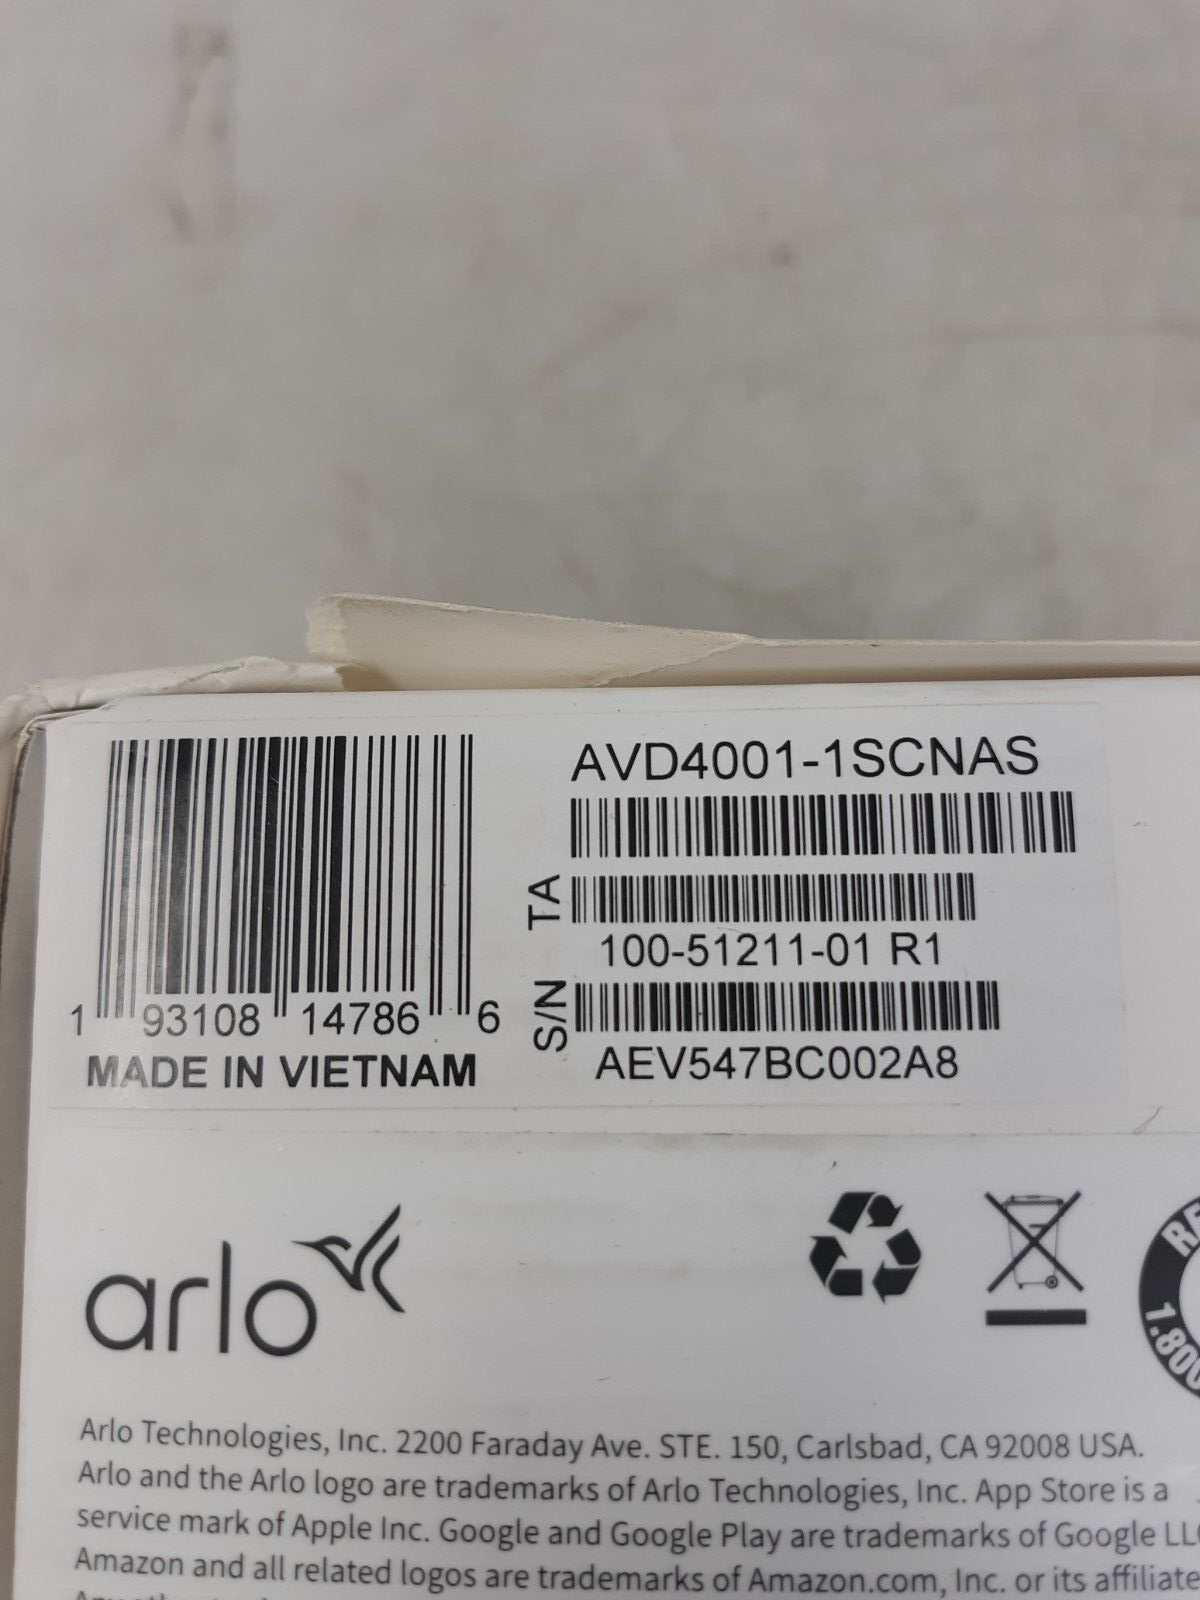 AVD4001-1SCNAS
TA
100-51211-01 R1
S/N
AEV547BC002A8
1 93108 14786 6
MADE IN VIETNAM
arlo
1.800
Arlo Technologies, Inc. 2200 Faraday Ave. STE. 150, Carlsbad, CA 92008 USA.
Arlo and the Arlo logo are trademarks of Arlo Technologies, Inc. App Store is a
service mark of Apple Inc. Google and Google Play are trademarks of Google
Amazon and all related logos are trademarks of Amazon.com, Inc. or its affiliate